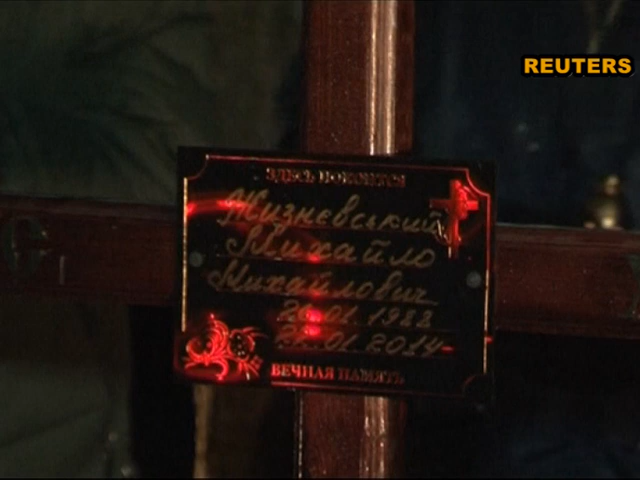 REUTERS
ЗДЕСЬ ПОКОИТСЯ
Жизневський
Михайло
Михайлович
26.01.1988
22.01.2014
ВЕЧНАЯ ПАМЯТЬ